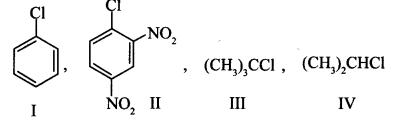 Cl
Cl
NO₂
, , (CH₃)₃CCl , (CH₃)₂CHCl
NO₂
I II III IV